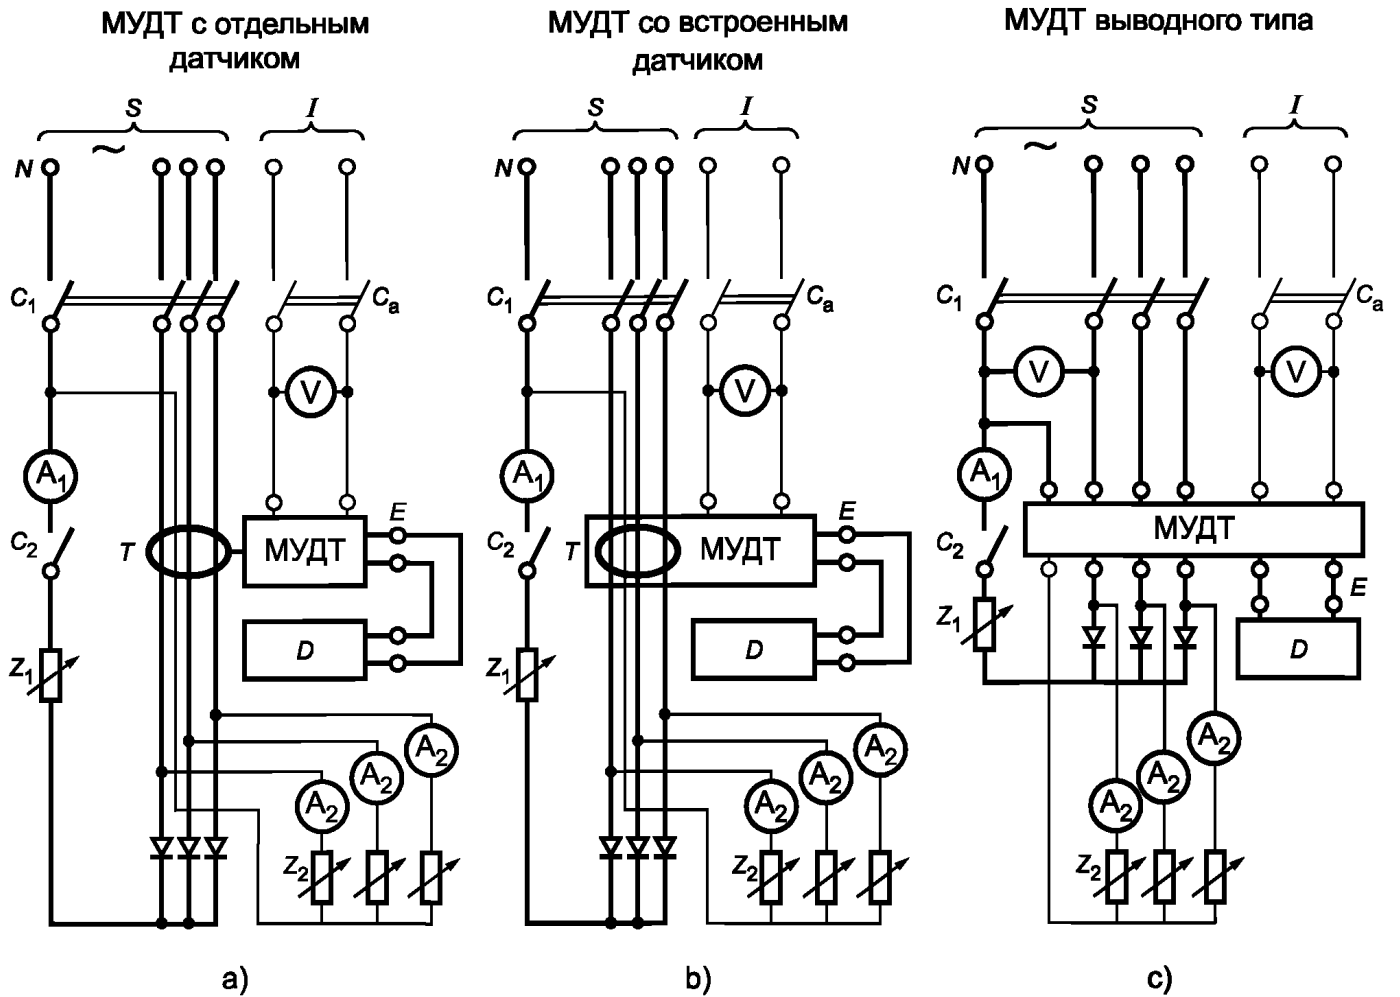 МУДТ с отдельным
датчиком
МУДТ со встроенным
датчиком
МУДТ выводного типа
S I S I S I
~ ~
N N N
C1 Ca C1 Ca C1 Ca
V V V V
A1 A1 A1
C2 T МУДТ E C2 T МУДТ E C2 МУДТ
D D Z1 E D
Z1 Z1
A2 A2 A2 A2 A2 A2 A2 A2 A2
Z2 Z2 Z2
a) b) c)